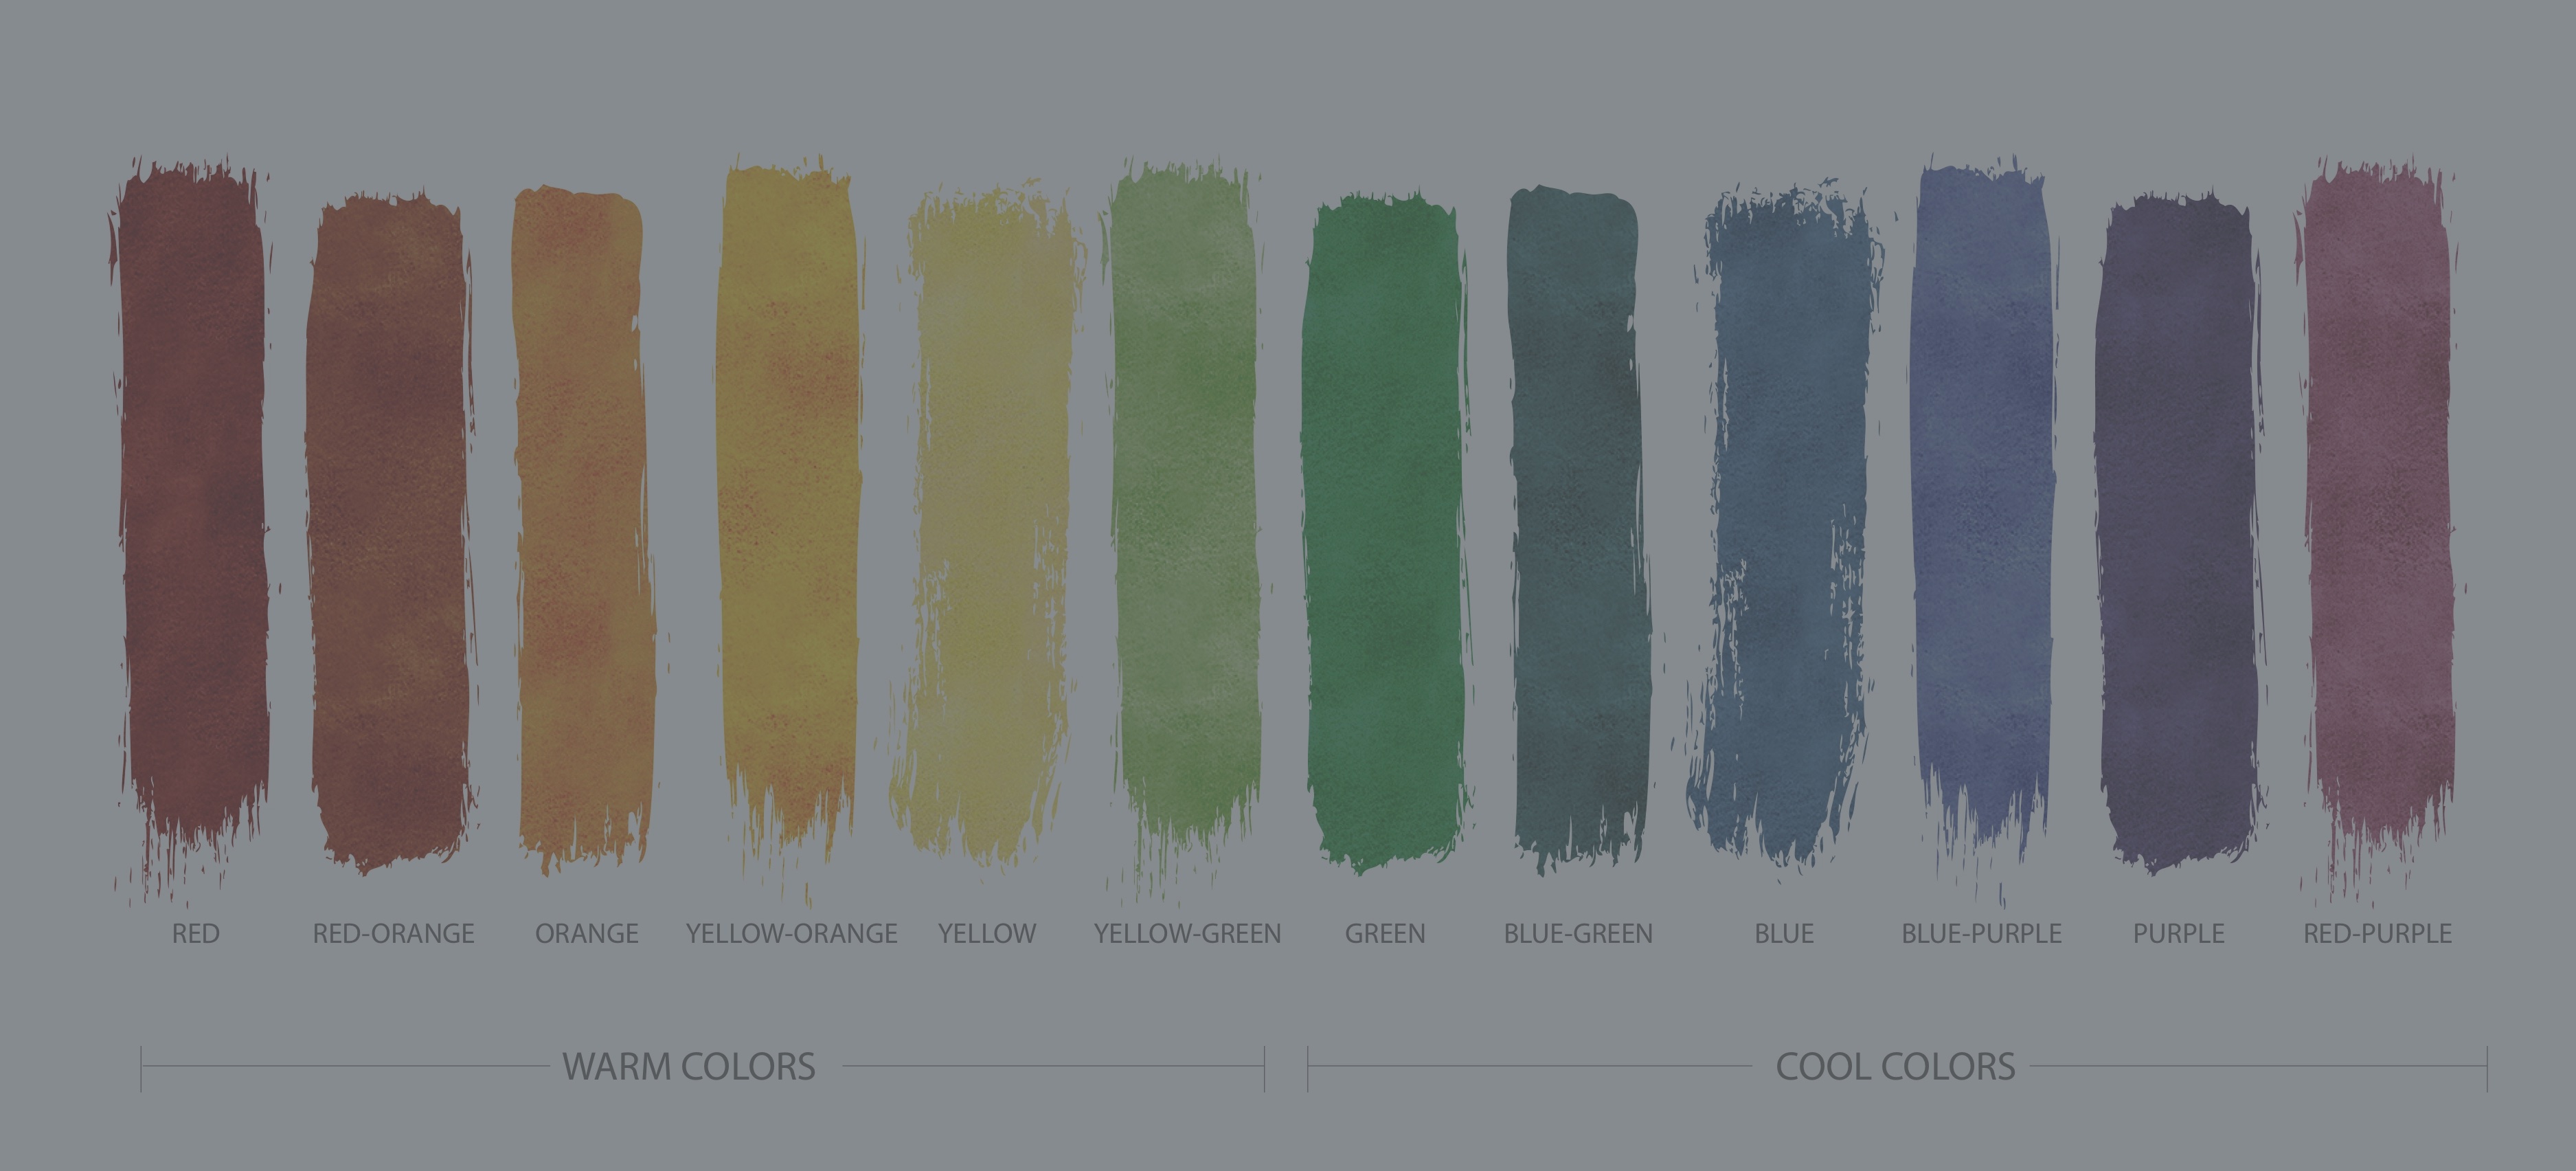 RED
RED-ORANGE
ORANGE
YELLOW-ORANGE
YELLOW
YELLOW-GREEN
GREEN
BLUE-GREEN
BLUE
BLUE-PURPLE
PURPLE
RED-PURPLE
WARM COLORS
COOL COLORS